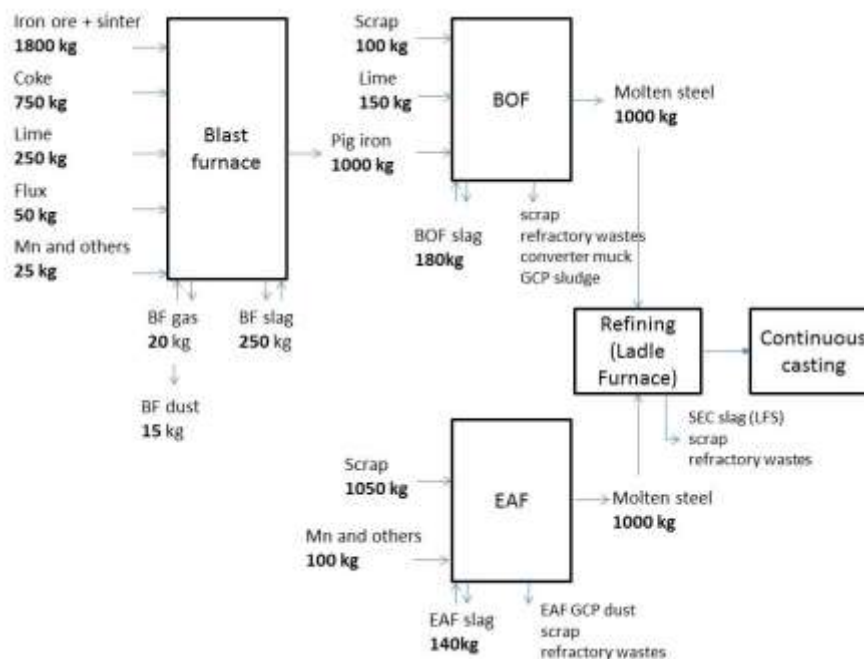 Iron ore + sinter
1800 kg
Coke
750 kg
Lime
250 kg
Flux
50 kg
Mn and others
25 kg
Blast
furnace
BF gas
20 kg
BF slag
250 kg
BF dust
15 kg
Scrap
100 kg
Lime
150 kg
Pig iron
1000 kg
BOF
Molten steel
1000 kg
BOF slag
180kg
scrap
refractory wastes
converter muck
GCP sludge
Refining
(Ladle
Furnace)
Continuous
casting
SEC slag (LFS)
scrap
refractory wastes
Scrap
1050 kg
Mn and others
100 kg
EAF
Molten steel
1000 kg
EAF slag
140kg
EAF GCP dust
scrap
refractory wastes